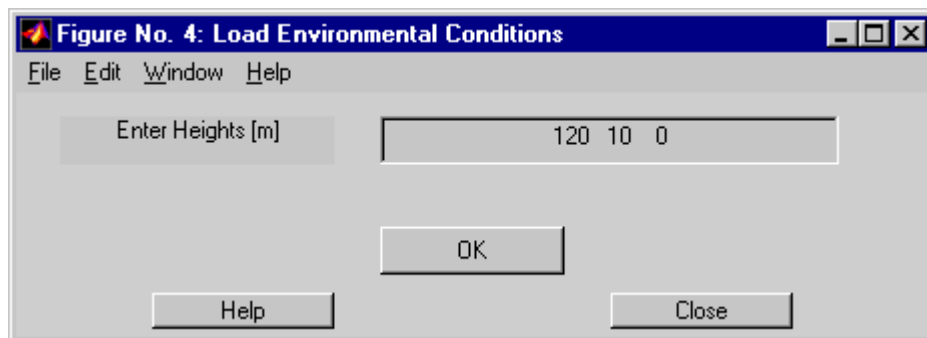 Figure No. 4: Load Environmental Conditions
File Edit Window Help
Enter Heights [m] 120 10 0
OK
Help Close